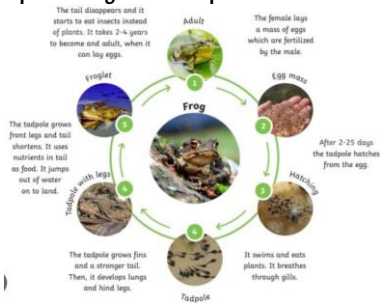 The tail disappears and it
starts to eat insects instead
of plants. It takes 2-4 years
to become and adult, when it
can lay eggs.
Adult
The female lays
a mass of eggs
which are fertilized
by the male.
1
Froglet
Egg mass
5
Frog
2
The tadpole grows
front legs and tail
shortens. It uses
nutrients in tail
as food. It jumps
out of water
on to land.
After 2-25 days
the tadpole hatches
from the egg.
Tadpole with legs
Hatching
4
3
The tadpole grows fins
and a stronger tail.
Then, it develops lungs
and hind legs.
4
It swims and eats
plants. It breathes
through gills.
Tadpole